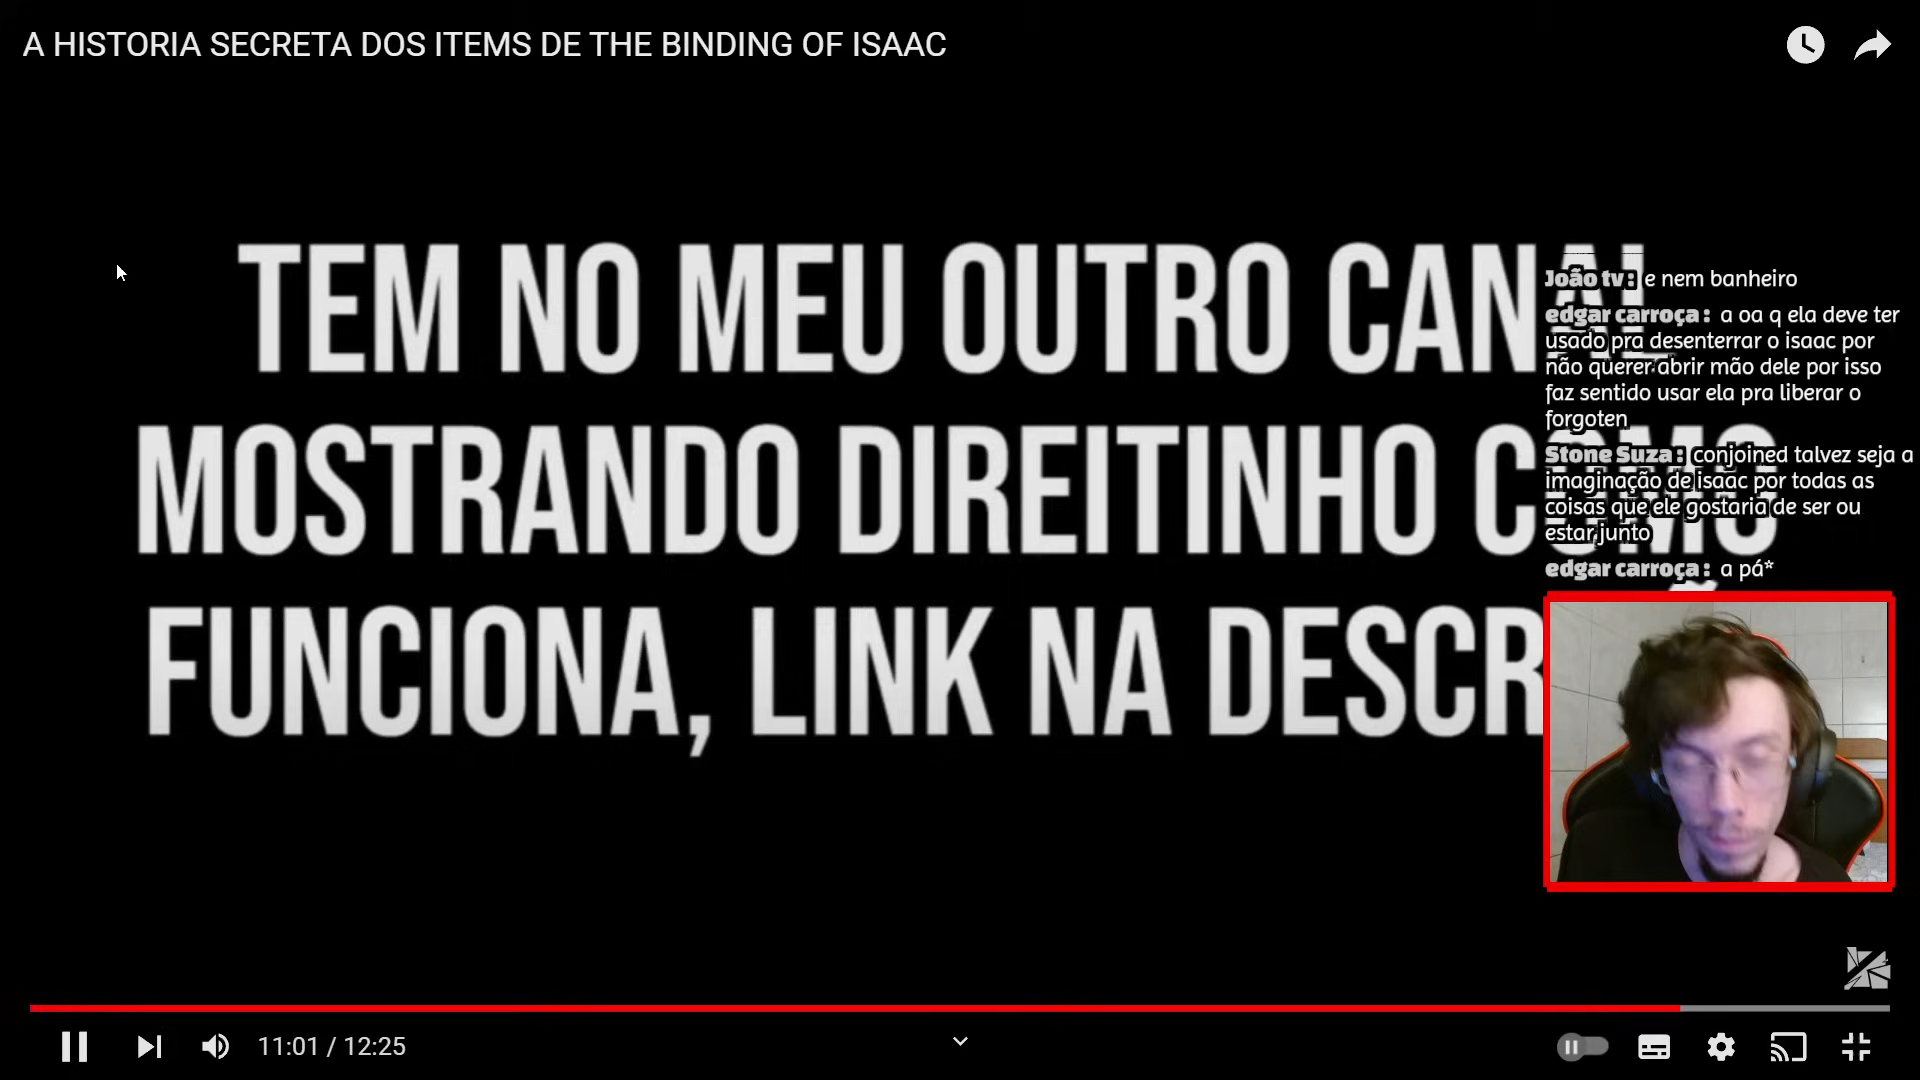 A HISTORIA SECRETA DOS ITEMS DE THE BINDING OF ISAAC
TEM NO MEU OUTRO CANAL
MOSTRANDO DIREITINHO COMO
FUNCIONA, LINK NA DESCR
João tv: e nem banheiro
edgar carroça: a oa q ela deve ter
usado pra desenterrar o isaac por
não querer abrir mão dele por isso
faz sentido usar ela pra liberar o
forgoten
Stone Suza: conjoined talvez seja a
imaginação de isaac por todas as
coisas que ele gostaria de ser ou
estar junto
edgar carroça: a pá*
11:01 / 12:25